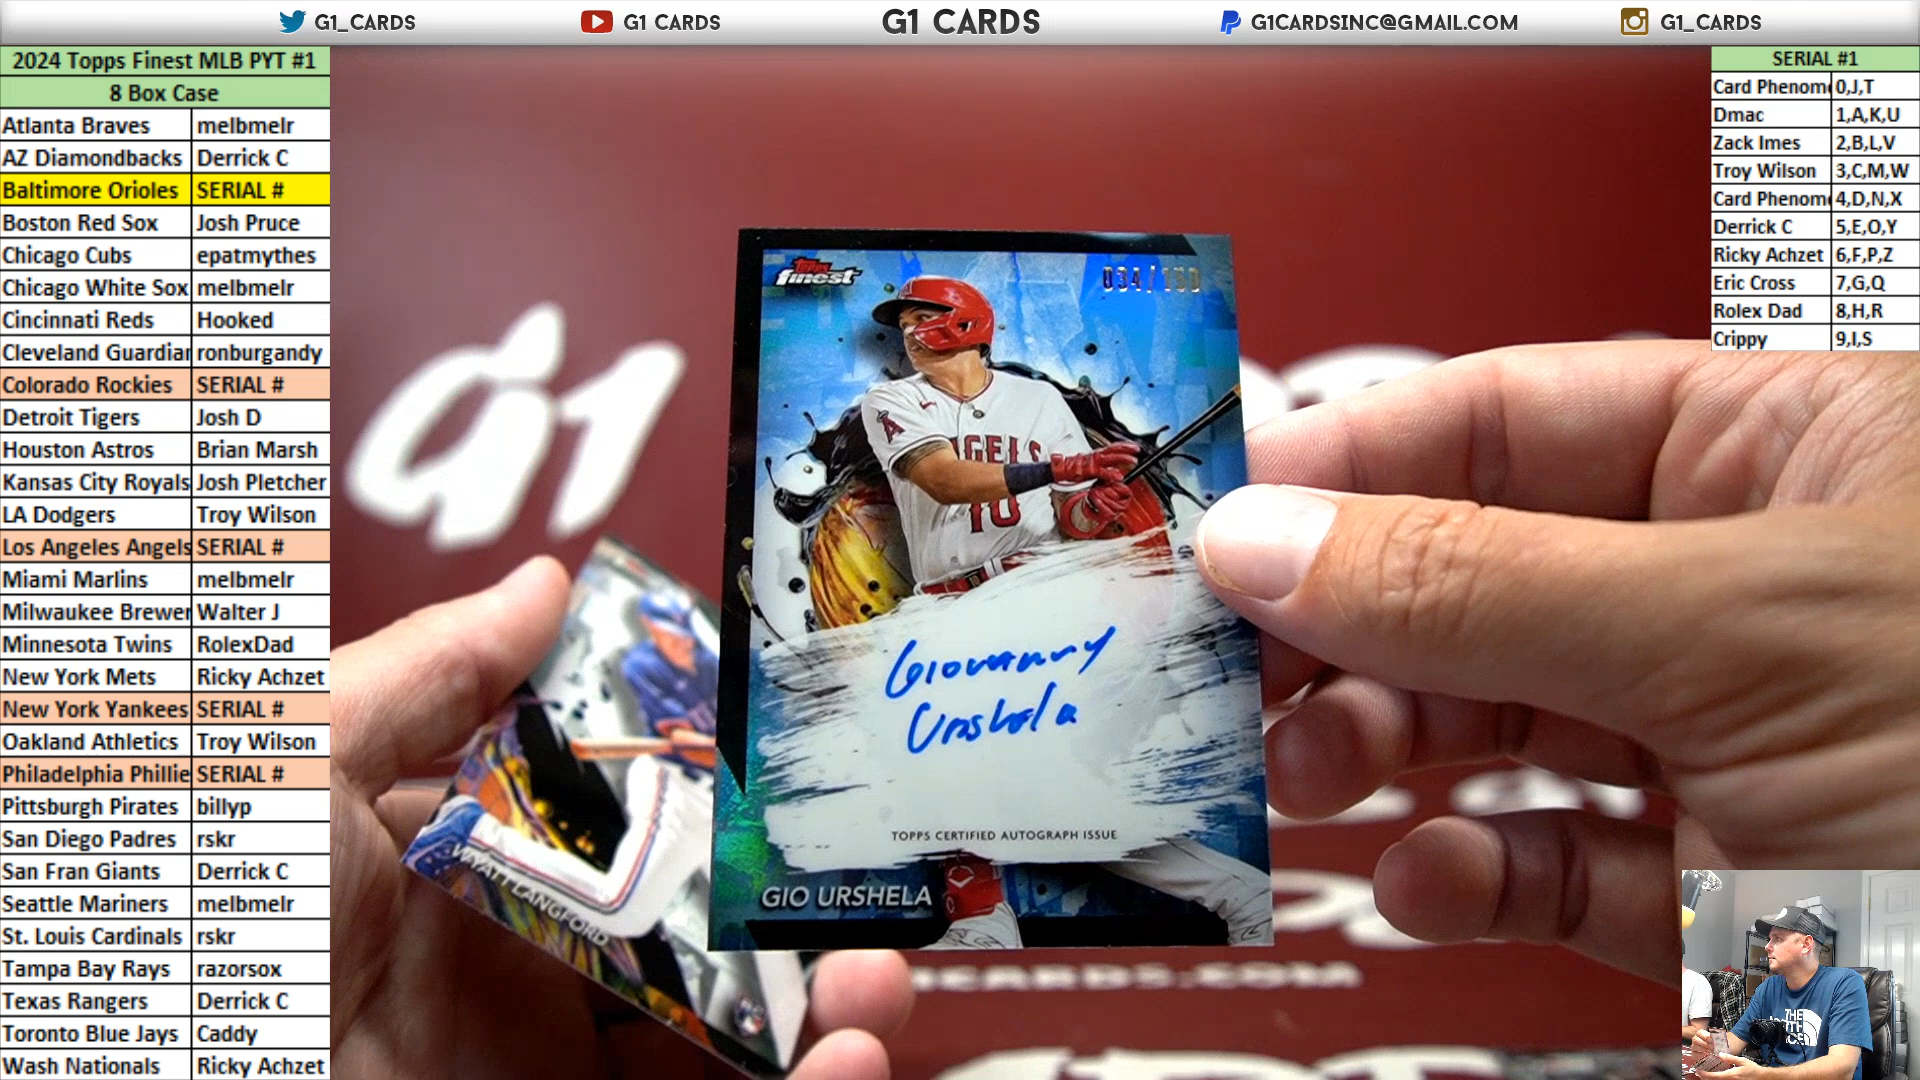 G1_CARDS
G1 CARDS
G1 CARDS
G1CARDSINC@GMAIL.COM
G1_CARDS
2024 Topps Finest MLB PYT #1
8 Box Case
Atlanta Braves melbmelr
AZ Diamondbacks Derrick C
Baltimore Orioles SERIAL #
Boston Red Sox Josh Pruce
Chicago Cubs epatmythes
Chicago White Sox melbmelr
Cincinnati Reds Hooked
Cleveland Guardian ronburgandy
Colorado Rockies SERIAL #
Detroit Tigers Josh D
Houston Astros Brian Marsh
Kansas City Royals Josh Pletcher
LA Dodgers Troy Wilson
Los Angeles Angels SERIAL #
Miami Marlins melbmelr
Milwaukee Brewer Walter J
Minnesota Twins RolexDad
New York Mets Ricky Achzet
New York Yankees SERIAL #
Oakland Athletics Troy Wilson
Philadelphia Phillie SERIAL #
Pittsburgh Pirates billyp
San Diego Padres rskr
San Fran Giants Derrick C
Seattle Mariners melbmelr
St. Louis Cardinals rskr
Tampa Bay Rays razorsox
Texas Rangers Derrick C
Toronto Blue Jays Caddy
Wash Nationals Ricky Achzet
SERIAL #1
Card Phenom 0,J,T
Dmac 1,A,K,U
Zack Imes 2,B,L,V
Troy Wilson 3,C,M,W
Card Phenom 4,D,N,X
Derrick C 5,E,O,Y
Ricky Achzet 6,F,P,Z
Eric Cross 7,G,Q
Rolex Dad 8,H,R
Crippy 9,I,S
G1
Topps
finest
A
ANGELS
10
Giovanny
Urshela
TOPPS CERTIFIED AUTOGRAPH ISSUE
GIO URSHELA
WYATT LANGFORD
CARDS.COM
THE